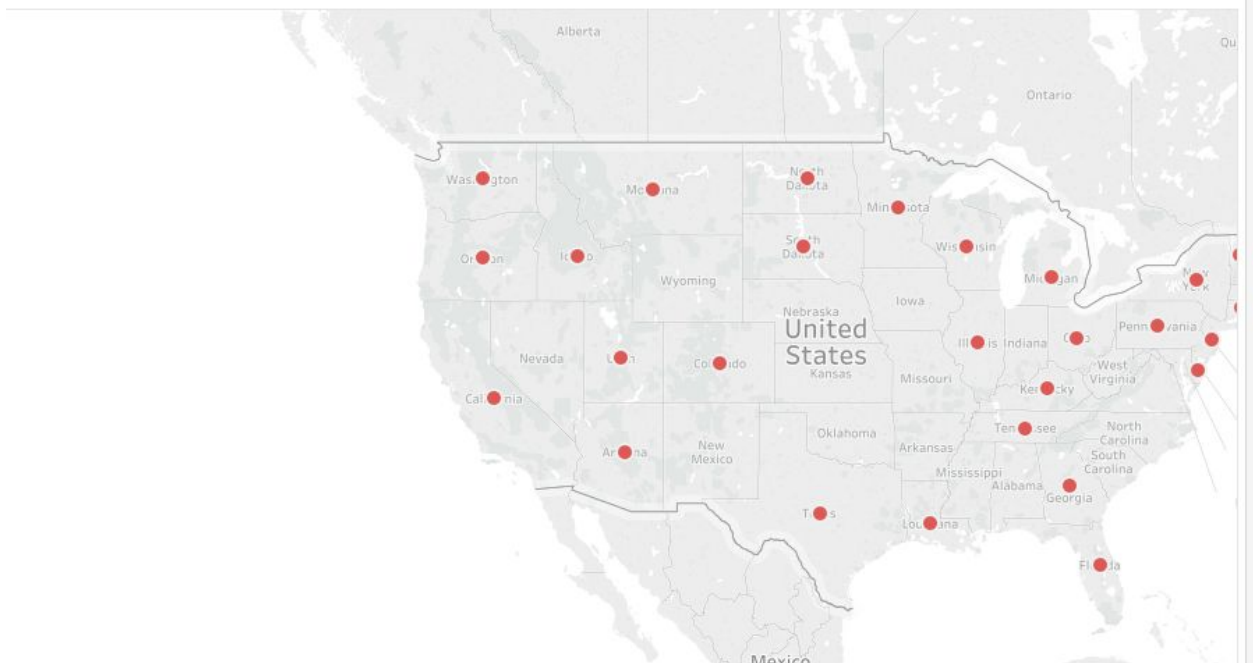 Alberta
Qu
Ontario
Washington
Montana
North
Dakota
Minnesota
Oregon
Idaho
South
Dakota
Wisconsin
Michigan
New
York
Wyoming
Iowa
Nebraska
United
States
Nevada
Utah
Colorado
Kansas
Illinois
Indiana
Ohio
Pennsylvania
Missouri
West
Virginia
Kentucky
California
Arizona
New
Mexico
Oklahoma
Arkansas
Tennessee
North
Carolina
South
Carolina
Mississippi
Alabama
Georgia
Texas
Louisiana
Florida
Mexico